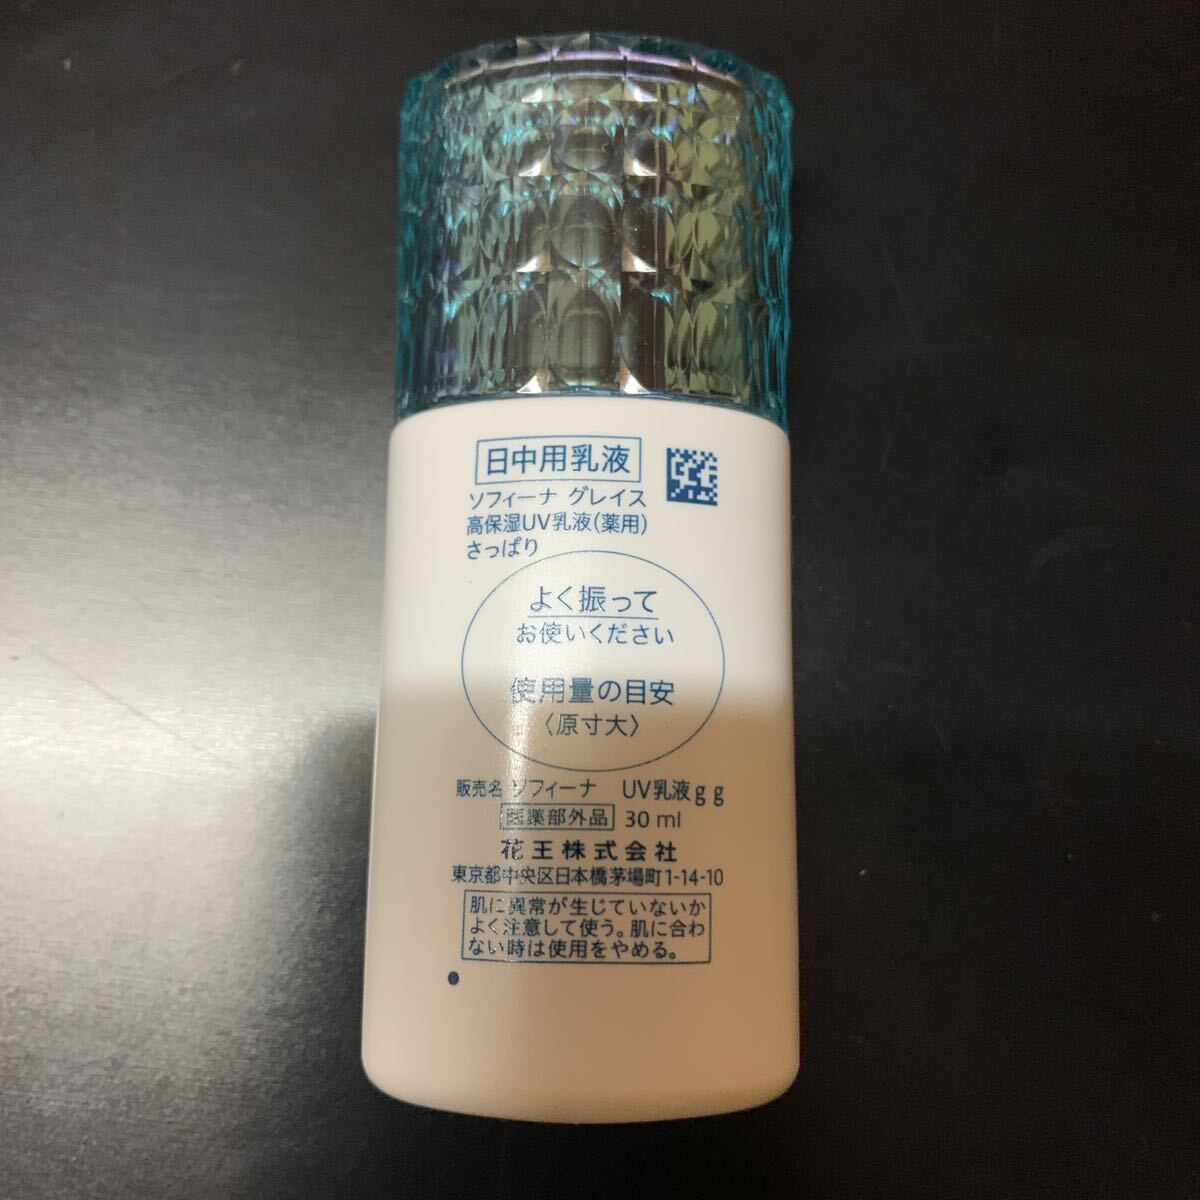 日中用乳液
ソフィーナ グレイス
高保湿UV乳液(薬用)
さっぱり
よく振って
お使いください
使用量の目安
〈原寸大〉
販売名 ソフィーナ　UV乳液ｇｇ
医薬部外品 30 ml
花王株式会社
東京都中央区日本橋茅場町1-14-10
肌に異常が生じていないか
よく注意して使う。肌に合わ
ない時は使用をやめる。